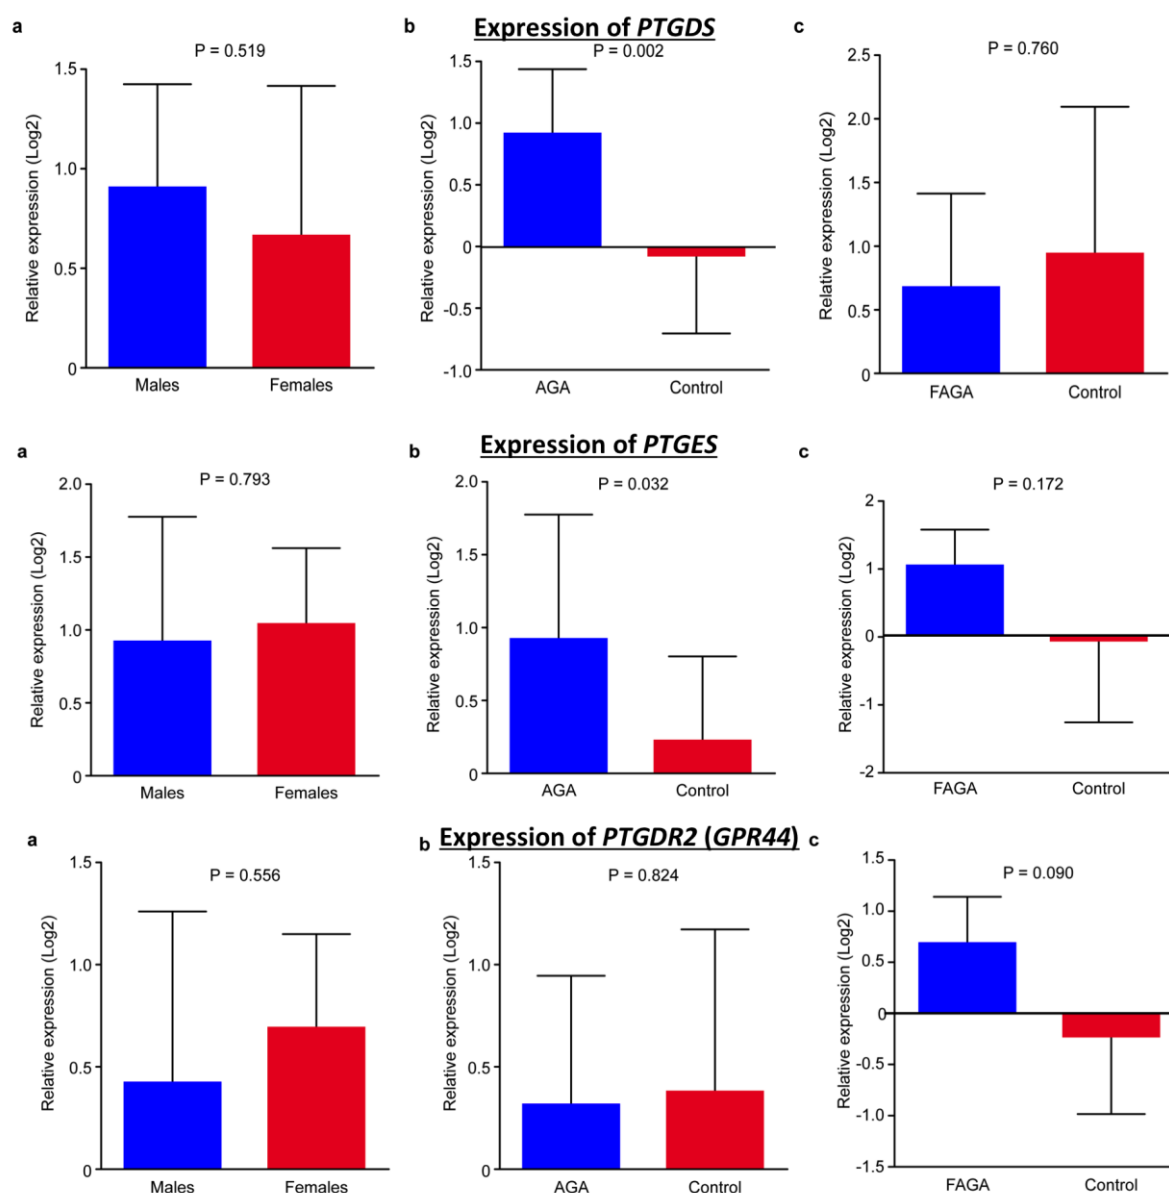 Expression of PTGDS
a
P = 0.519
Relative expression (Log2)
1.5
1.0
0.5
0
Males Females
b
P = 0.002
Relative expression (Log2)
1.5
1.0
0.5
0
-0.5
-1.0
AGA Control
c
P = 0.760
Relative expression (Log2)
2.5
2.0
1.5
1.0
0.5
0
FAGA Control
Expression of PTGES
a
P = 0.793
Relative expression (Log2)
2.0
1.5
1.0
0.5
0
Males Females
b
P = 0.032
Relative expression (Log2)
2.0
1.5
1.0
0.5
0
AGA Control
c
P = 0.172
Relative expression (Log2)
2
1
0
-1
-2
FAGA Control
Expression of PTGDR2 (GPR44)
a
P = 0.556
Relative expression (Log2)
1.5
1.0
0.5
0
Males Females
b
P = 0.824
Relative expression (Log2)
1.5
1.0
0.5
0
AGA Control
c
P = 0.090
Relative expression (Log2)
1.5
1.0
0.5
0
-0.5
-1.0
-1.5
FAGA Control